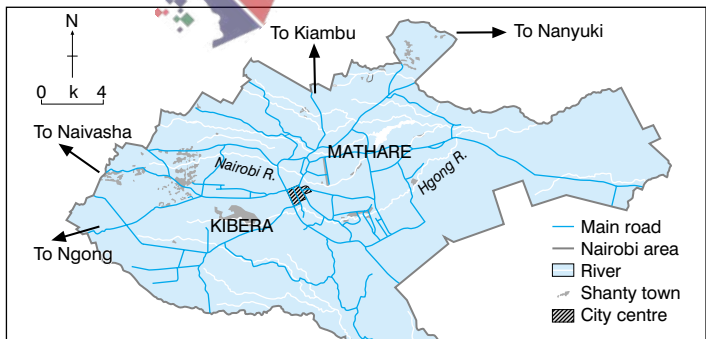 N
0 k 4
To Kiambu
To Nanyuki
To Naivasha
MATHARE
Nairobi R.
Hgong R.
KIBERA
To Ngong
Main road
Nairobi area
River
Shanty town
City centre